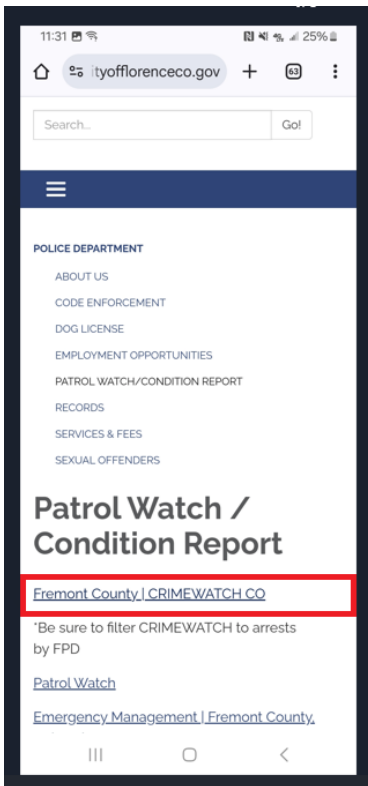 11:31 25%
ityofflorenceco.gov 63
Search... Go!
POLICE DEPARTMENT
ABOUT US
CODE ENFORCEMENT
DOG LICENSE
EMPLOYMENT OPPORTUNITIES
PATROL WATCH/CONDITION REPORT
RECORDS
SERVICES & FEES
SEXUAL OFFENDERS
Patrol Watch /
Condition Report
Fremont County | CRIMEWATCH CO
*Be sure to filter CRIMEWATCH to arrests
by FPD
Patrol Watch
Emergency Management | Fremont County,